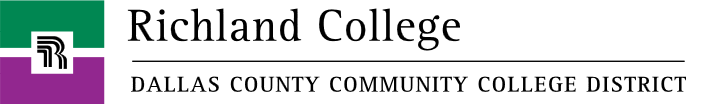 R
Richland College
DALLAS COUNTY COMMUNITY COLLEGE DISTRICT